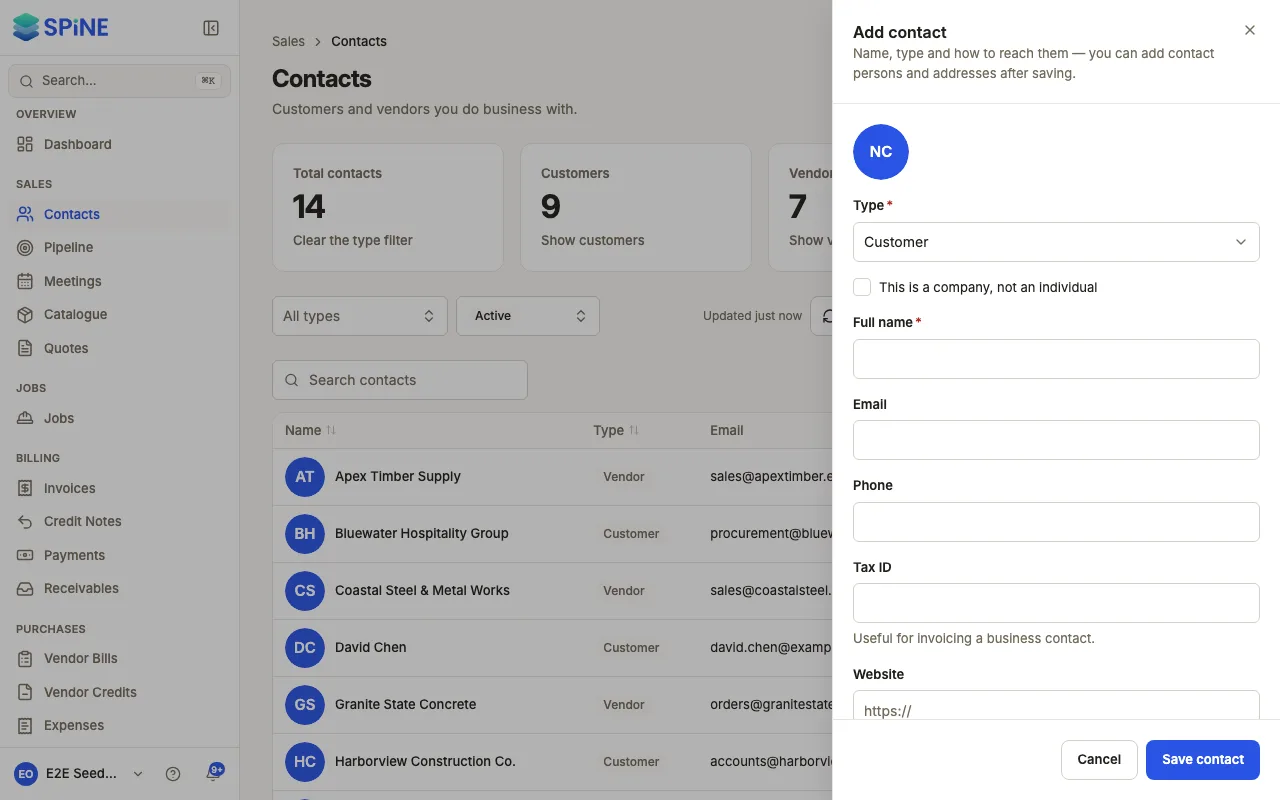 SPiNE
Search...
⌘K
OVERVIEW
Dashboard
SALES
Contacts
Pipeline
Meetings
Catalogue
Quotes
JOBS
Jobs
BILLING
Invoices
Credit Notes
Payments
Receivables
PURCHASES
Vendor Bills
Vendor Credits
Expenses
EO
E2E Seed...
9+
Sales
Contacts
Contacts
Customers and vendors you do business with.
Total contacts
14
Clear the type filter
Customers
9
Show customers
7
All types
Active
Updated just now
Search contacts
Name Type Email
AT Apex Timber Supply Vendor
BH Bluewater Hospitality Group Customer
CS Coastal Steel & Metal Works Vendor
DC David Chen Customer
GS Granite State Concrete Vendor
HC Harborview Construction Co. Customer
Add contact
Name, type and how to reach them — you can add contact
persons and addresses after saving.
NC
Type *
Customer
This is a company, not an individual
Full name *
Email
Phone
Tax ID
Useful for invoicing a business contact.
Website
https://
Cancel
Save contact